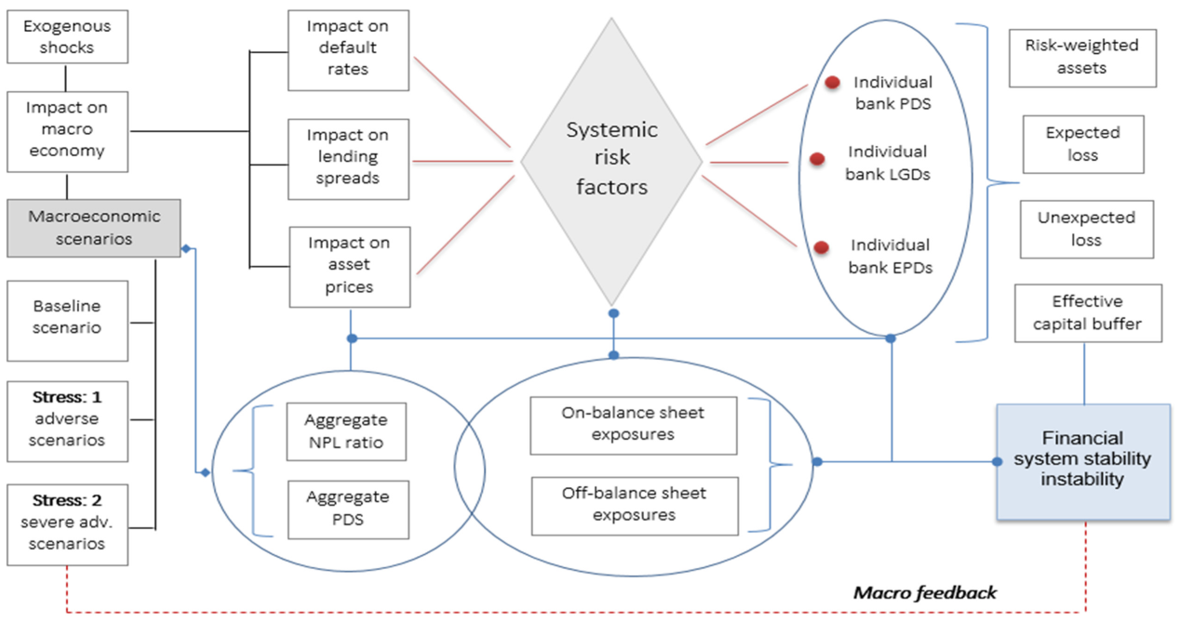 Exogenous
shocks
Impact on
macro
economy
Macroeconomic
scenarios
Baseline
scenario
Stress: 1
adverse
scenarios
Stress: 2
severe adv.
scenarios
Impact on
default
rates
Impact on
lending
spreads
Impact on
asset
prices
Systemic
risk
factors
Individual
bank PDS
Individual
bank LGDs
Individual
bank EPDs
Risk-weighted
assets
Expected
loss
Unexpected
loss
Effective
capital buffer
Aggregate
NPL ratio
Aggregate
PDS
On-balance sheet
exposures
Off-balance sheet
exposures
Financial
system stability
instability
Macro feedback